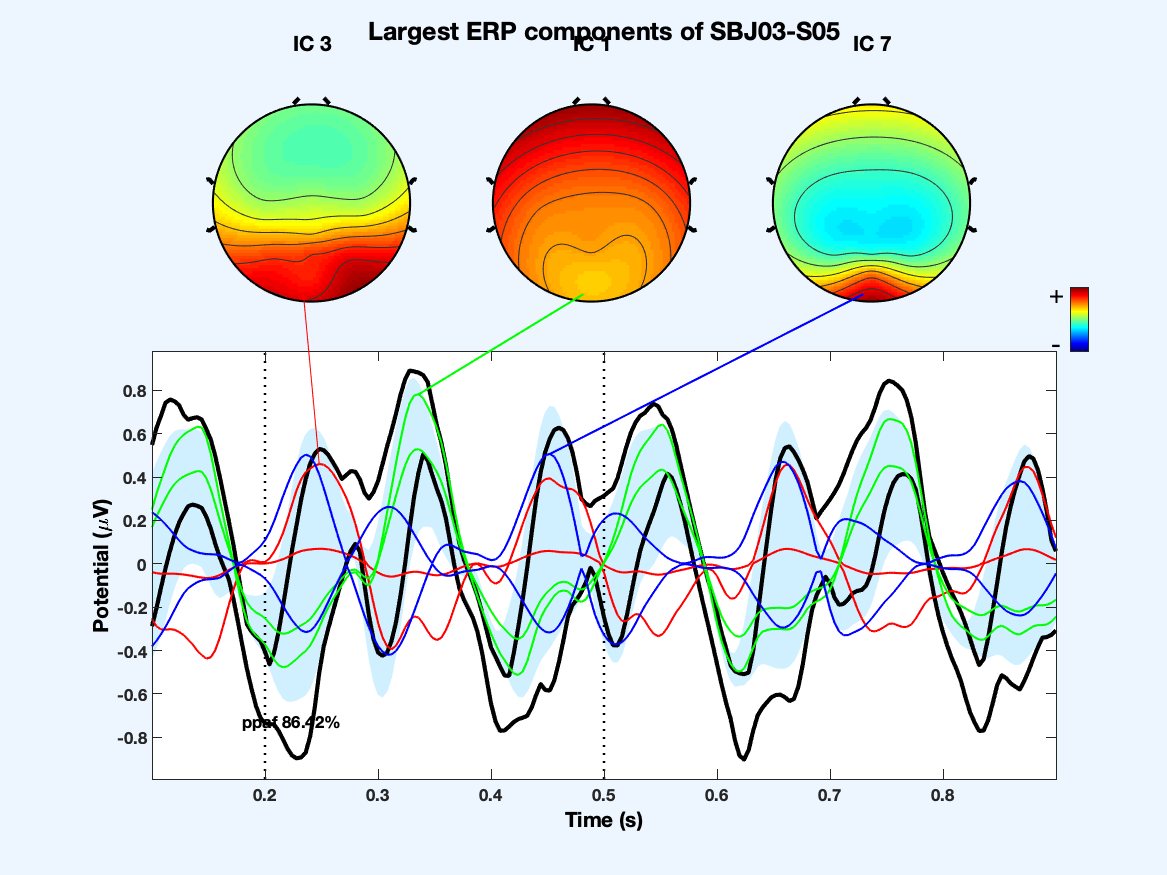 Largest ERP components of SBJ03-S05
IC 3
IC 1
IC 7
+
-
0.8
0.6
0.4
0.2
0
-0.2
-0.4
-0.6
-0.8
Potential (μV)
ppaf 86.42%
0.2
0.3
0.4
0.5
0.6
0.7
0.8
Time (s)